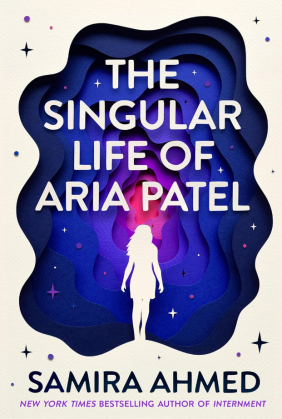 THE
SINGULAR
LIFE OF
ARIA PATEL
SAMIRA AHMED
NEW YORK TIMES BESTSELLING AUTHOR OF INTERNMENT